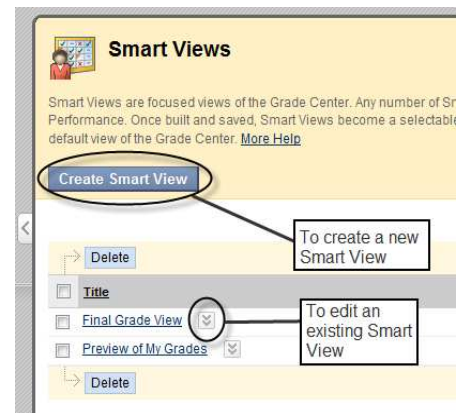 Smart Views
Smart Views are focused views of the Grade Center. Any number of
Performance. Once built and saved, Smart Views become a selectable
default view of the Grade Center. More Help
Create Smart View
To create a new
Smart View
Delete
Title
Final Grade View
To edit an
existing Smart
View
Preview of My Grades
Delete